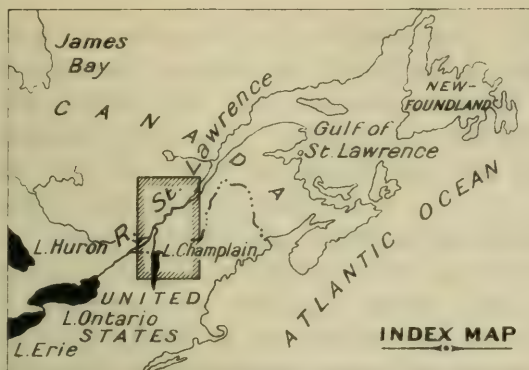 James
Bay
CANADA
NEW-
FOUNDLAND
Gulf of
St. Lawrence
R. St. Lawrence
L. Huron
L. Champlain
ATLANTIC OCEAN
UNITED
STATES
L. Ontario
L. Erie
INDEX MAP